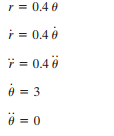 r = 0.4 θ
ṙ = 0.4 θ̇
r̈ = 0.4 θ̈
θ̇ = 3
θ̈ = 0